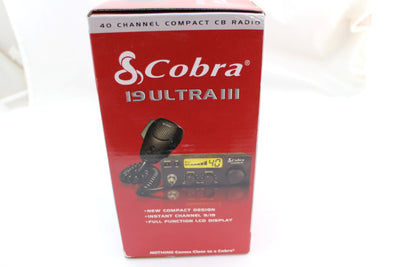 40 CHANNEL COMPACT CB RADIO
Cobra®
19 ULTRA III
40
Cobra
•NEW COMPACT DESIGN
•INSTANT CHANNEL 9/19
•FULL FUNCTION LCD DISPLAY
NOTHING Comes Close to a Cobra®